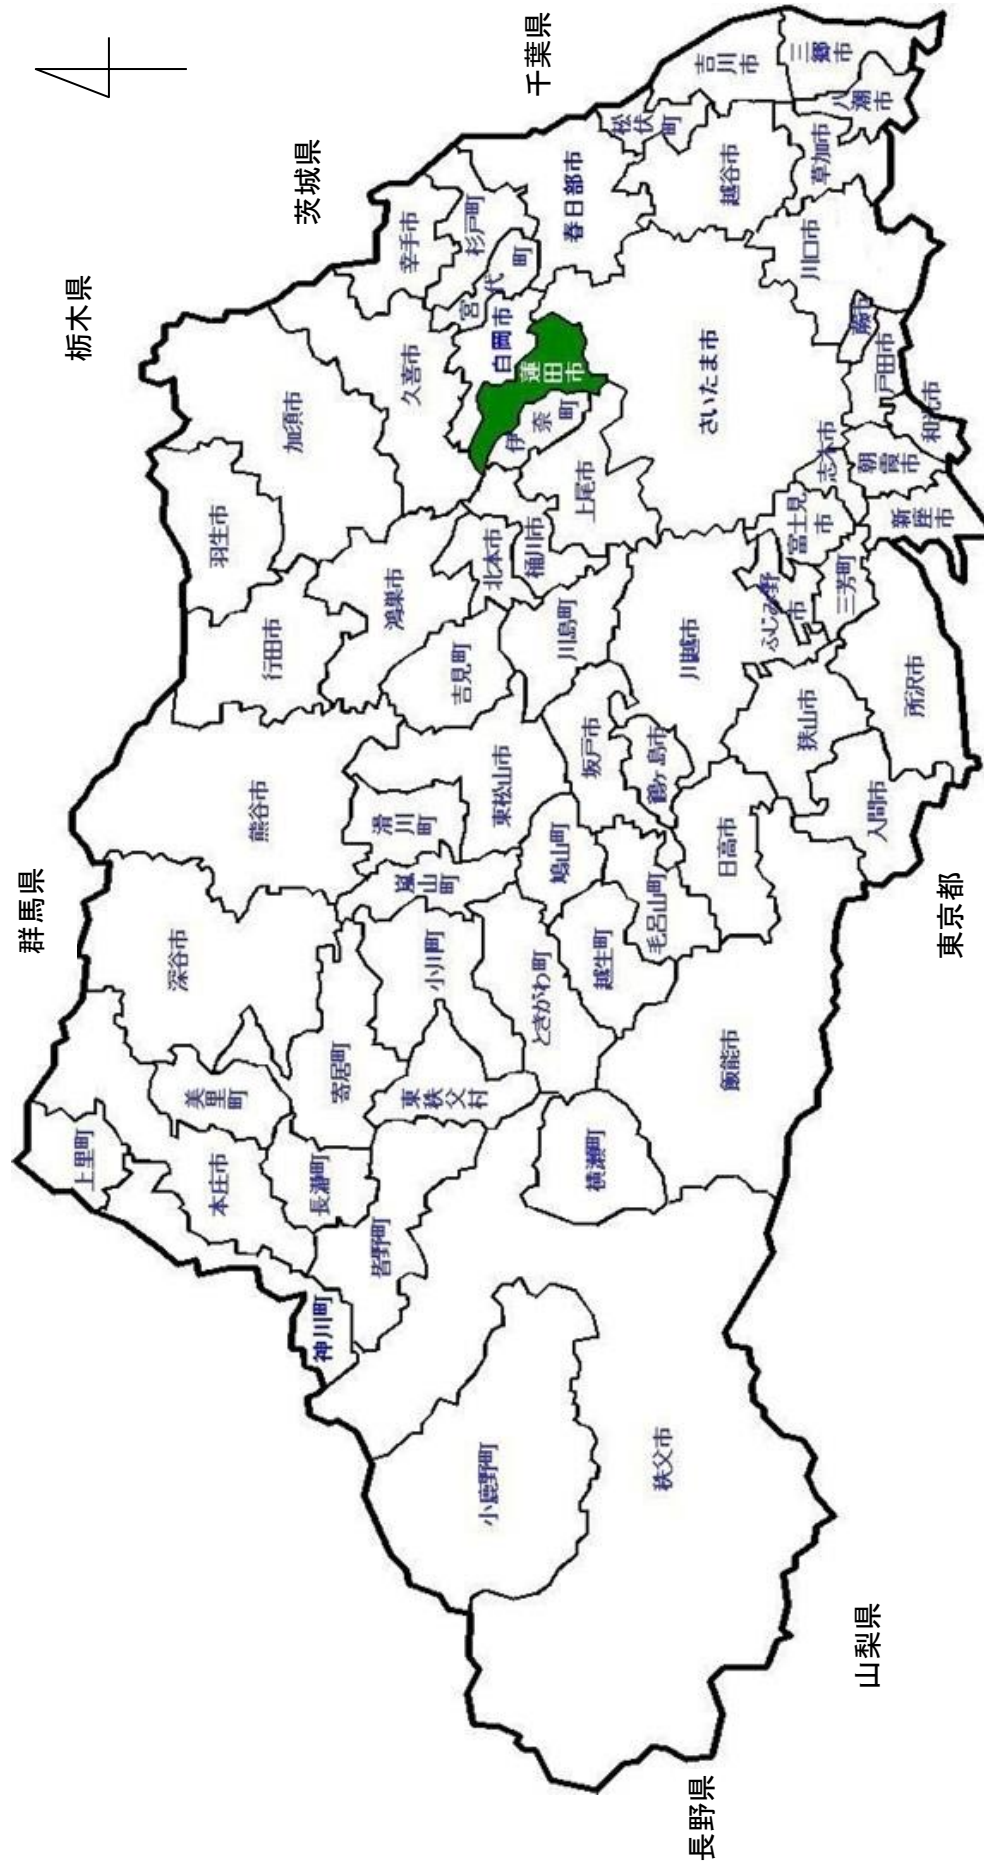 群馬県
栃木県
茨城県
千葉県
長野県
山梨県
東京都
上里町
本庄市
美里町
深谷市
熊谷市
行田市
羽生市
加須市
神川町
皆野町
長瀞町
寄居町
東秩父村
小川町
嵐山町
滑川町
東松山市
吉見町
鴻巣市
北本市
桶川市
久喜市
幸手市
杉戸町
宮代町
白岡市
蓮田市
伊奈町
春日部市
松伏町
小鹿野町
秩父市
横瀬町
ときがわ町
越生町
鳩山町
毛呂山町
坂戸市
鶴ヶ島市
川島町
上尾市
さいたま市
越谷市
吉川市
飯能市
日高市
川越市
狭山市
入間市
所沢市
ふじみ野市
三芳町
富士見市
志木市
新座市
朝霞市
和光市
戸田市
蕨市
川口市
草加市
八潮市
三郷市